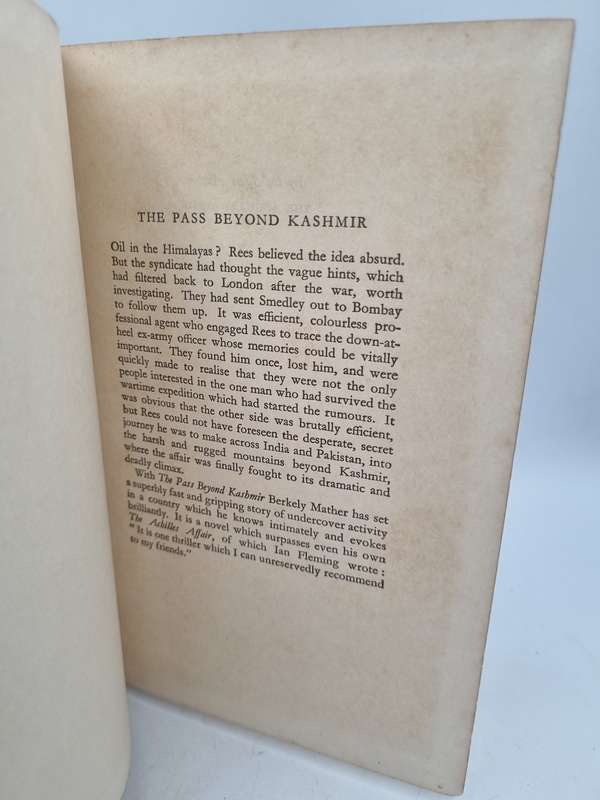 THE PASS BEYOND KASHMIR
Oil in the Himalayas? Rees believed the idea absurd.
But the syndicate had thought the vague hints, which
had filtered back to London after the war, worth
investigating. They had sent Smedley out to Bombay
to follow them up. It was efficient, colourless pro-
fessional agent who engaged Rees to trace the down-at-
heel ex-army officer whose memories could be vitally
important. They found him once, lost him, and were
quickly made to realise that they were not the only
people interested in the one man who had survived the
wartime expedition which had started the rumours. It
was obvious that the other side was brutally efficient,
but Rees could not have foreseen the desperate, secret
journey he was to make across India and Pakistan, into
the harsh and rugged mountains beyond Kashmir,
where the affair was finally fought to its dramatic and
deadly climax.
With The Pass Beyond Kashmir Berkely Mather has set
a superbly fast and gripping story of undercover activity
in a country which he knows intimately and evokes
brilliantly. It is a novel which surpasses even his own
The Achilles Affair, of which Ian Fleming wrote:
"It is one thriller which I can unreservedly recommend
to my friends."